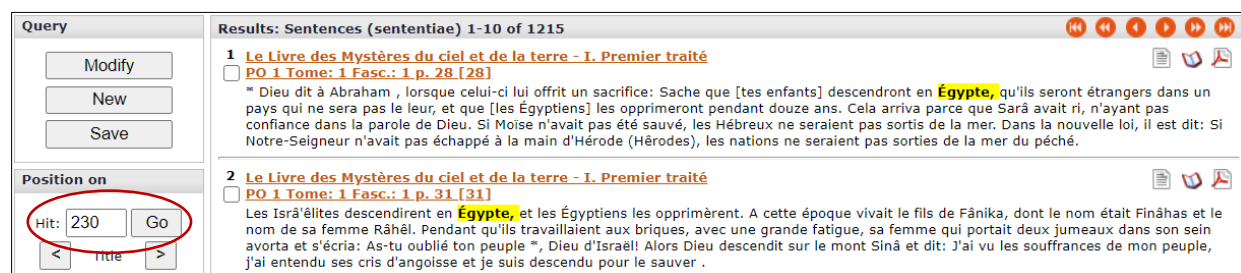 Query
Modify
New
Save
Position on
Hit: 230 Go
< Title >
Results: Sentences (sententiae) 1-10 of 1215
1 Le Livre des Mystères du ciel et de la terre - I. Premier traité
PO 1 Tome: 1 Fasc.: 1 p. 28 [28]
* Dieu dit à Abraham , lorsque celui-ci lui offrit un sacrifice: Sache que [tes enfants] descendront en Égypte, qu'ils seront étrangers dans un
pays qui ne sera pas le leur, et que [les Égyptiens] les opprimeront pendant douze ans. Cela arriva parce que Sarâ avait ri, n'ayant pas
confiance dans la parole de Dieu. Si Moïse n'avait pas été sauvé, les Hébreux ne seraient pas sortis de la mer. Dans la nouvelle loi, il est dit: Si
Notre-Seigneur n'avait pas échappé à la main d'Hérode (Hêrodes), les nations ne seraient pas sorties de la mer du péché.
2 Le Livre des Mystères du ciel et de la terre - I. Premier traité
PO 1 Tome: 1 Fasc.: 1 p. 31 [31]
Les Isrâ'êlites descendirent en Égypte, et les Égyptiens les opprimèrent. A cette époque vivait le fils de Fânika, dont le nom était Finâhas et le
nom de sa femme Râhêl. Pendant qu'ils travaillaient aux briques, avec une grande fatigue, sa femme qui portait deux jumeaux dans son sein
avorta et s'écria: As-tu oublié ton peuple *, Dieu d'Israël! Alors Dieu descendit sur le mont Sinâ et dit: J'ai vu les souffrances de mon peuple,
j'ai entendu ses cris d'angoisse et je suis descendu pour le sauver .